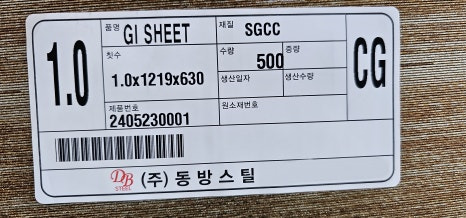 1.0
품명 GI SHEET
재질 SGCC
칫수 1.0x1219x630
수량 500
중량
생산일자
생산수량
제품번호 2405230001
원소재번호
CG
DB STEEL (주) 동방스틸